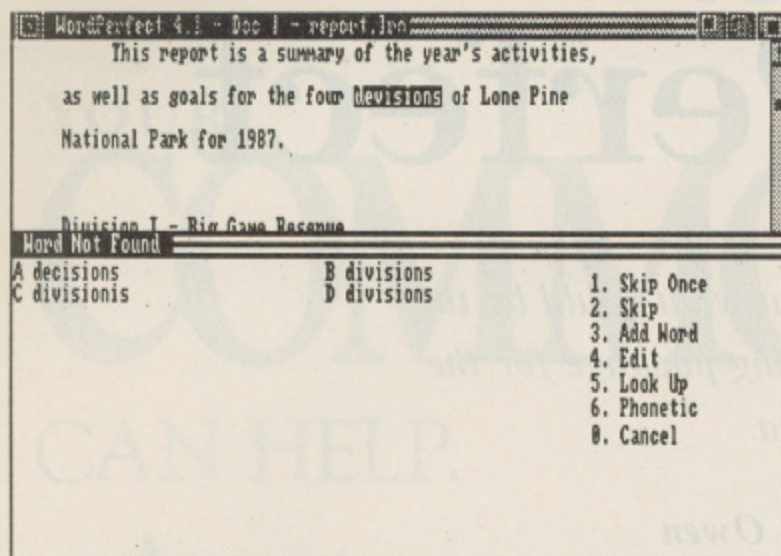 WordPerfect 4.1 - Doc 1 - report.lrn
This report is a summary of the year's activities,
as well as goals for the four devisions of Lone Pine
National Park for 1987.
Division I - Big Game Reserve
Word Not Found
A decisions B divisions
C divisionis D divisions
1. Skip Once
2. Skip
3. Add Word
4. Edit
5. Look Up
6. Phonetic
0. Cancel
CAN HELP.
Owen